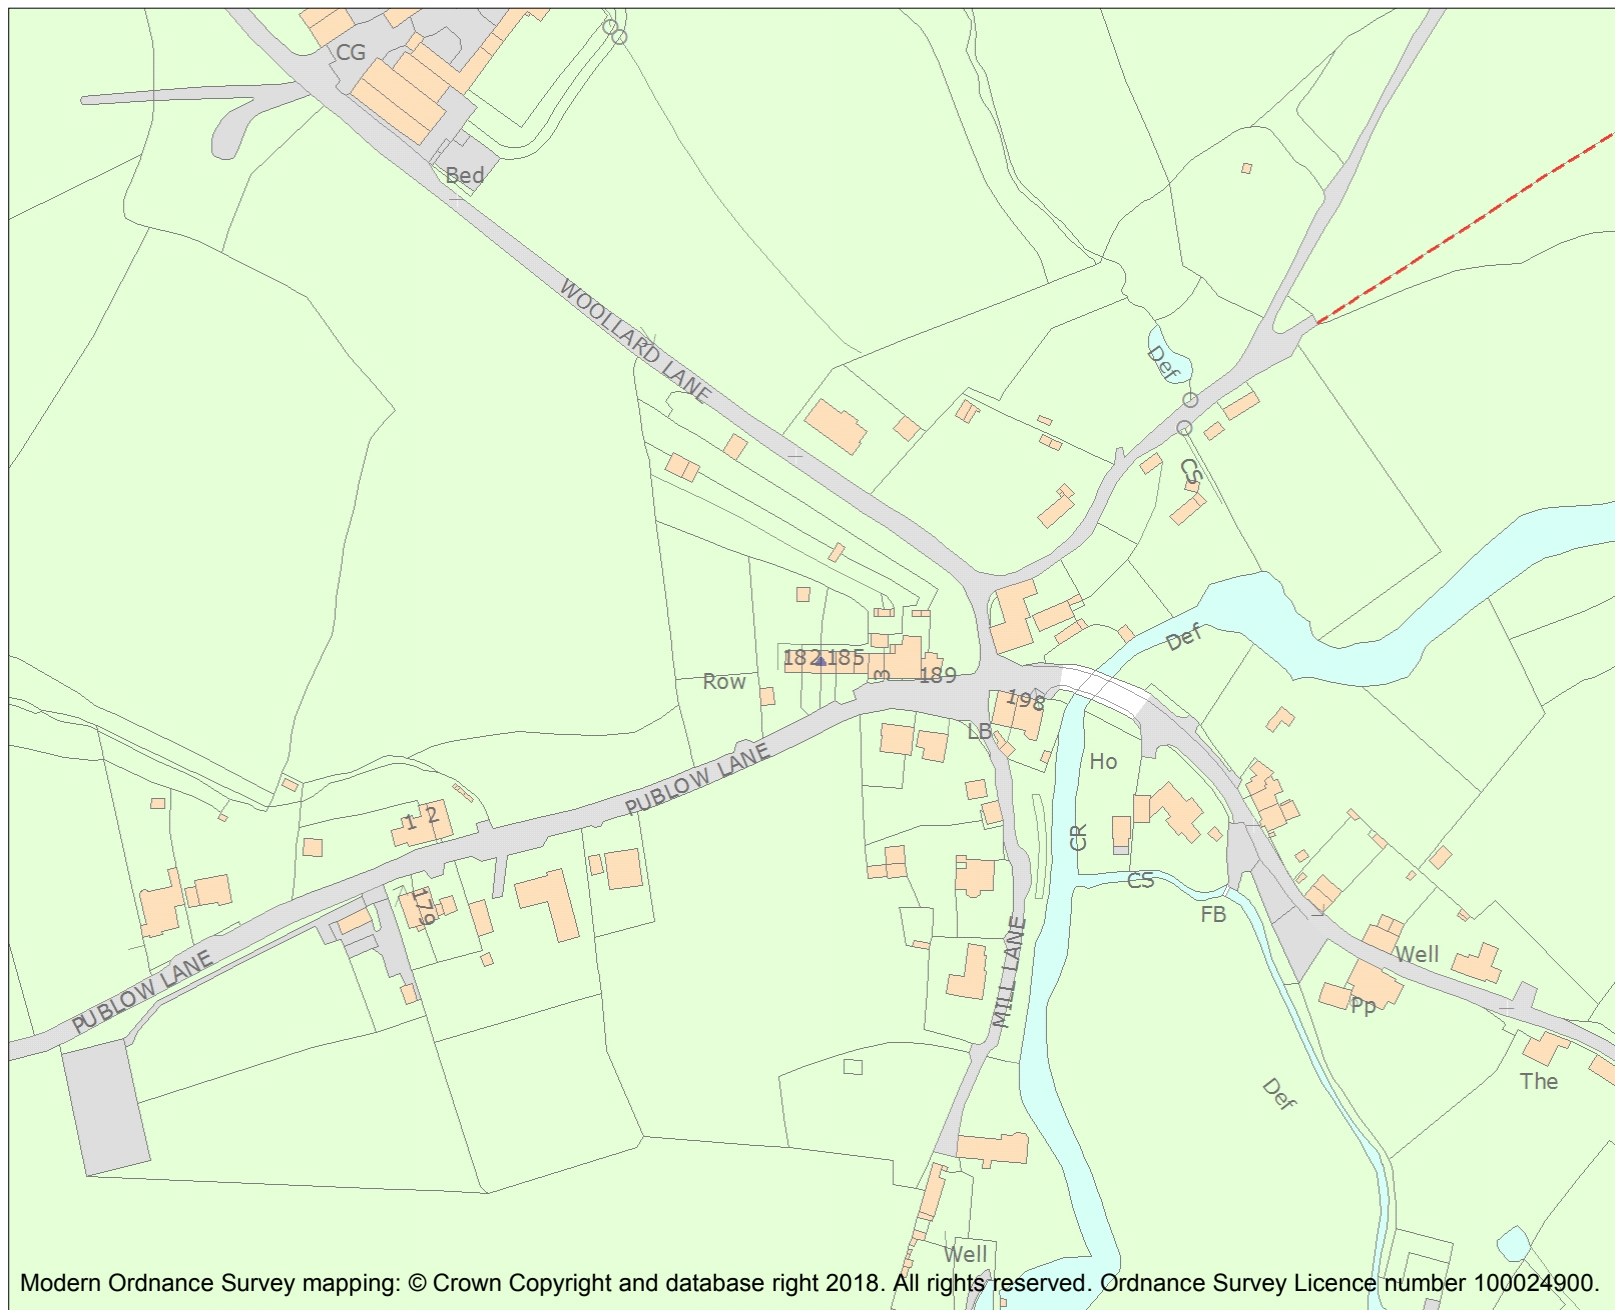 CG
Bed
WOOLLARD LANE
Def
CS
Def
182
185
3
189
Row
198
LB
Ho
PUBLOW LANE
1 2
CR
CS
179
FB
MILL LANE
Well
PUBLOW LANE
Pp
The
Def
Well
Modern Ordnance Survey mapping: © Crown Copyright and database right 2018. All rights reserved. Ordnance Survey Licence number 100024900.